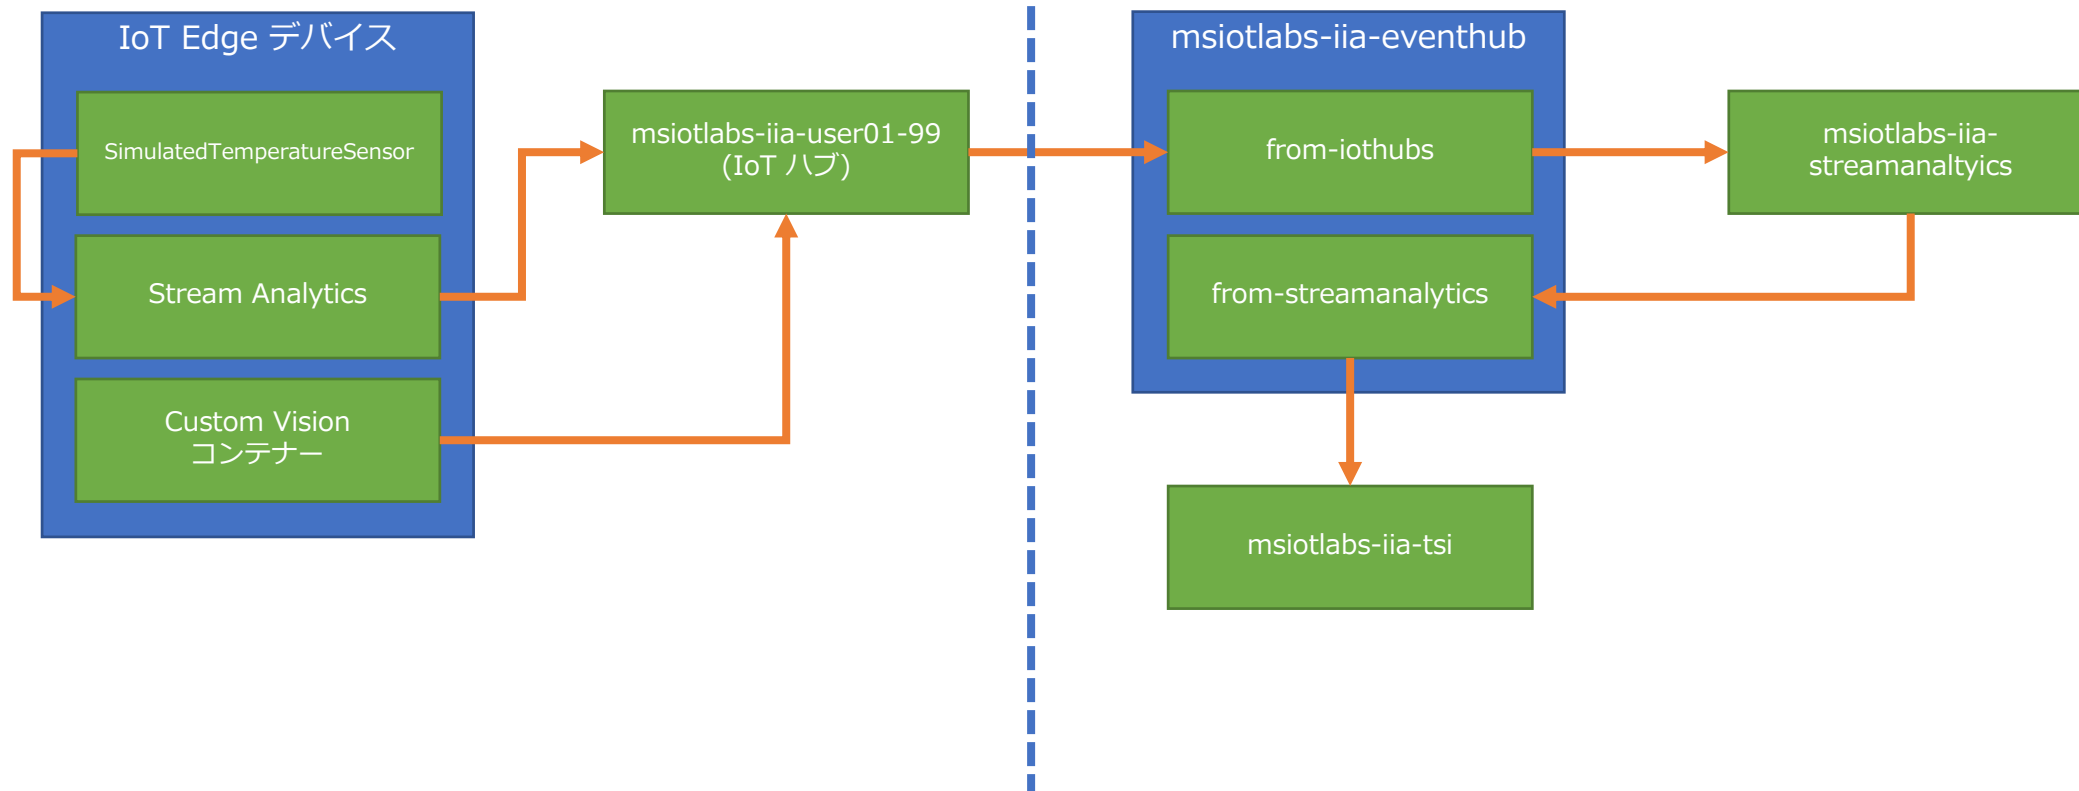 IoT Edge デバイス
SimulatedTemperatureSensor
Stream Analytics
Custom Vision
コンテナー
msiotlabs-iia-user01-99
(IoT ハブ)
msiotlabs-iia-eventhub
from-iothubs
from-streamanalytics
msiotlabs-iia-
streamanaltyics
msiotlabs-iia-tsi